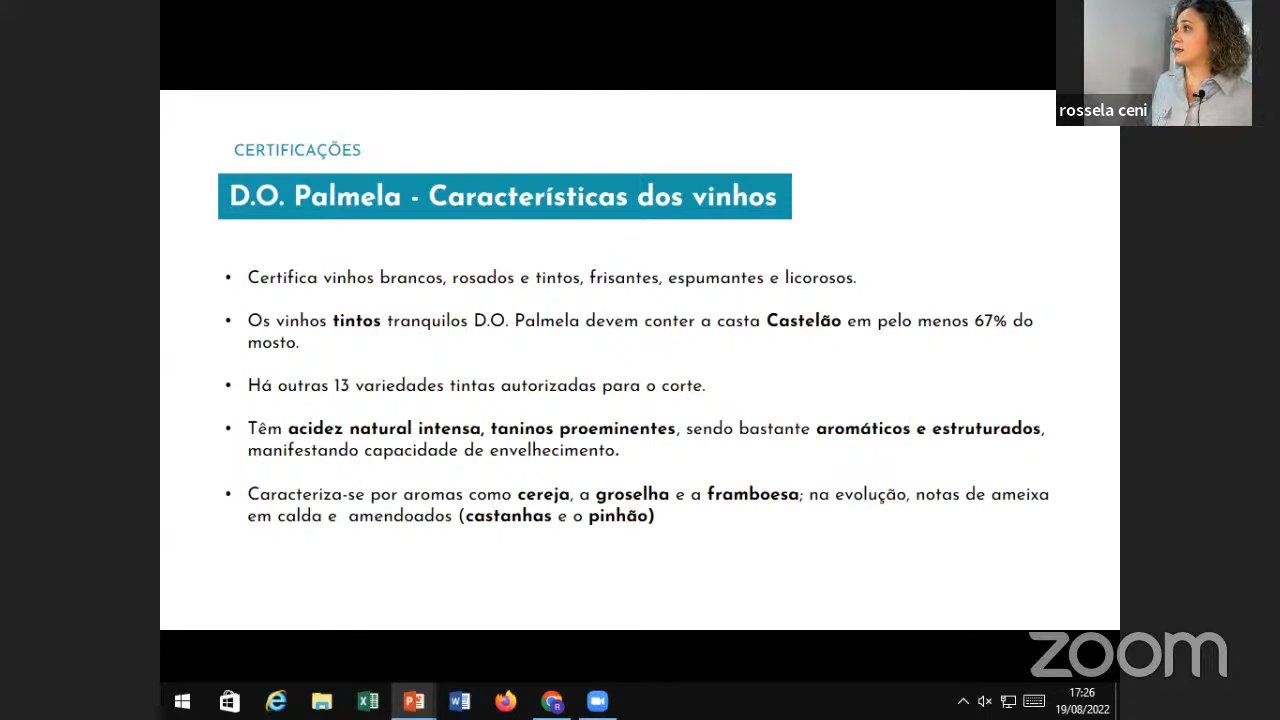 rossela ceni
CERTIFICAÇÕES
D.O. Palmela - Características dos vinhos
• Certifica vinhos brancos, rosados e tintos, frisantes, espumantes e licorosos.
• Os vinhos tintos tranquilos D.O. Palmela devem conter a casta Castelão em pelo menos 67% do
mosto.
• Há outras 13 variedades tintas autorizadas para o corte.
• Têm acidez natural intensa, taninos proeminentes, sendo bastante aromáticos e estruturados,
manifestando capacidade de envelhecimento.
• Caracteriza-se por aromas como cereja, a groselha e a framboesa; na evolução, notas de ameixa
em calda e amendoados (castanhas e o pinhão)
zoom
17:26
19/08/2022